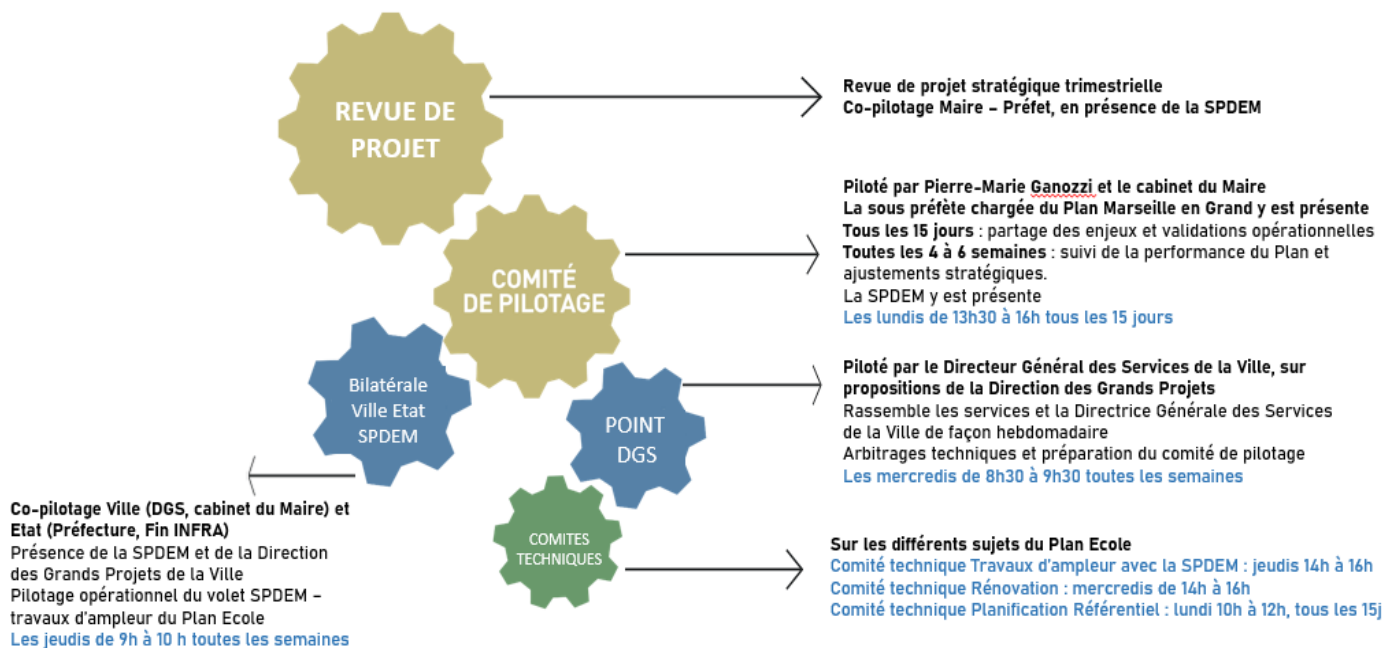 REVUE DE
PROJET
Revue de projet stratégique trimestrielle
Co-pilotage Maire – Préfet, en présence de la SPDEM
COMITÉ
DE PILOTAGE
Piloté par Pierre-Marie Ganozzi et le cabinet du Maire
La sous préfète chargée du Plan Marseille en Grand y est présente
Tous les 15 jours : partage des enjeux et validations opérationnelles
Toutes les 4 à 6 semaines : suivi de la performance du Plan et
ajustements stratégiques.
La SPDEM y est présente
Les lundis de 13h30 à 16h tous les 15 jours
Bilatérale
Ville Etat
SPDEM
POINT
DGS
Piloté par le Directeur Général des Services de la Ville, sur
propositions de la Direction des Grands Projets
Rassemble les services et la Directrice Générale des Services
de la Ville de façon hebdomadaire
Arbitrages techniques et préparation du comité de pilotage
Les mercredis de 8h30 à 9h30 toutes les semaines
Co-pilotage Ville (DGS, cabinet du Maire) et
Etat (Préfecture, Fin INFRA)
Présence de la SPDEM et de la Direction
des Grands Projets de la Ville
Pilotage opérationnel du volet SPDEM –
travaux d'ampleur du Plan Ecole
Les jeudis de 9h à 10 h toutes les semaines
COMITES
TECHNIQUES
Sur les différents sujets du Plan Ecole
Comité technique Travaux d'ampleur avec la SPDEM : jeudis 14h à 16h
Comité technique Rénovation : mercredis de 14h à 16h
Comité technique Planification Référentiel : lundi 10h à 12h, tous les 15j